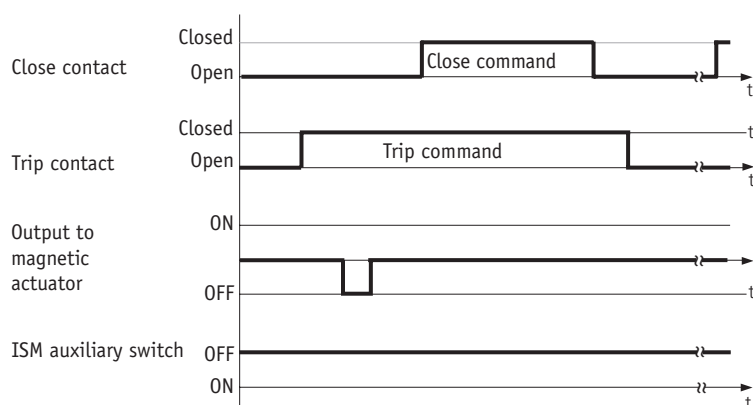 Closed
Close contact
Open
Close command
t
Closed
t
Trip contact
Open
Trip command
t
ON
Output to
magnetic
actuator
OFF
t
ISM auxiliary switch
OFF
ON
t